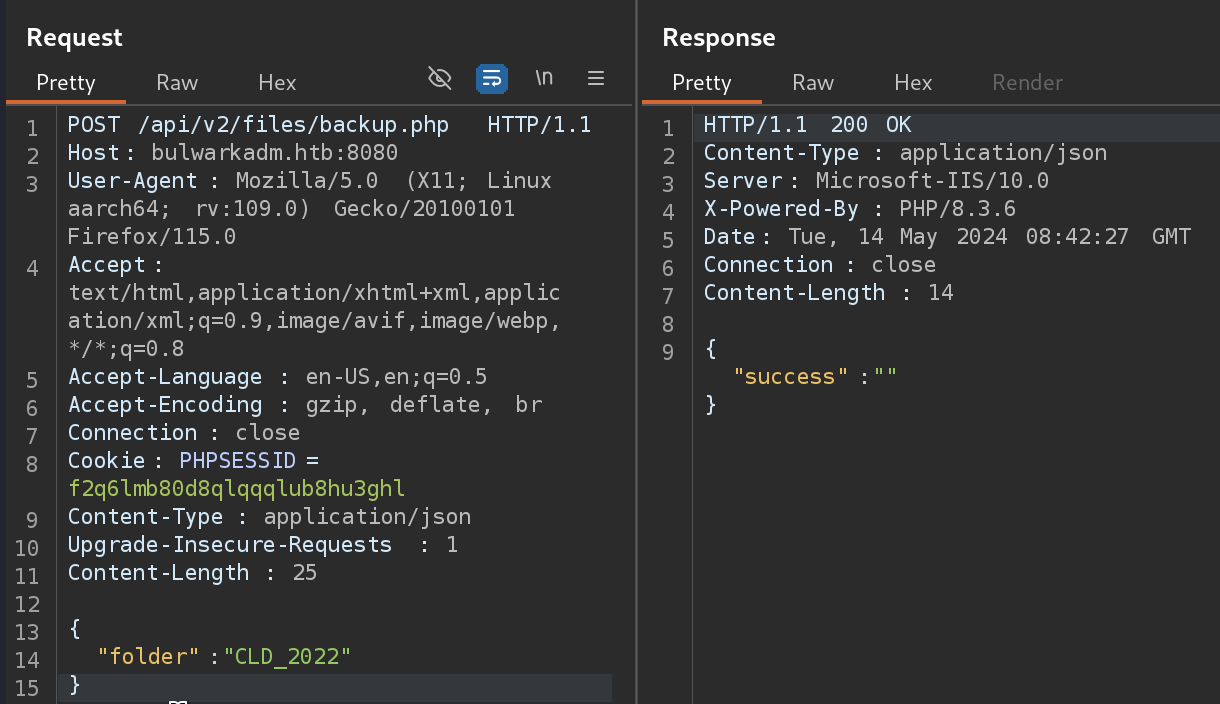 Request
Pretty Raw Hex \n
1 POST /api/v2/files/backup.php HTTP/1.1
2 Host: bulwarkadm.htb:8080
3 User-Agent : Mozilla/5.0 (X11; Linux
aarch64; rv:109.0) Gecko/20100101
Firefox/115.0
4 Accept:
text/html,application/xhtml+xml,applic
ation/xml;q=0.9,image/avif,image/webp,
*/*;q=0.8
5 Accept-Language : en-US,en;q=0.5
6 Accept-Encoding : gzip, deflate, br
7 Connection : close
8 Cookie: PHPSESSID =
f2q6lmb80d8qlqqqlub8hu3ghl
9 Content-Type : application/json
10 Upgrade-Insecure-Requests : 1
11 Content-Length : 25
12
13 {
14 "folder" :"CLD_2022"
15 }
Response
Pretty Raw Hex Render
1 HTTP/1.1 200 OK
2 Content-Type : application/json
3 Server: Microsoft-IIS/10.0
4 X-Powered-By : PHP/8.3.6
5 Date: Tue, 14 May 2024 08:42:27 GMT
6 Connection : close
7 Content-Length : 14
8
9 {
"success" :""
}